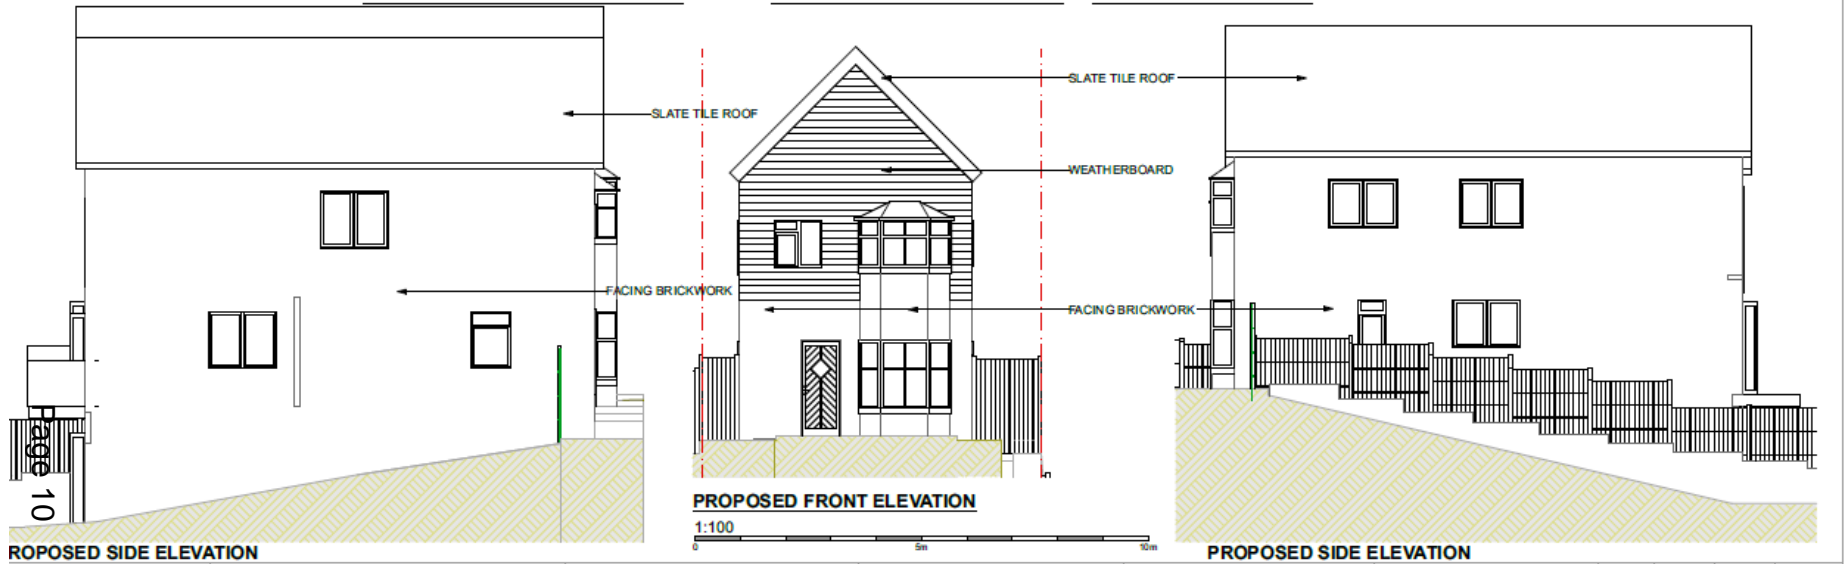 SLATE TILE ROOF
SLATE TILE ROOF
WEATHERBOARD
FACING BRICKWORK
FACING BRICKWORK
Page 10
PROPOSED FRONT ELEVATION
1:100
0 5m 10m
ROPOSED SIDE ELEVATION
PROPOSED SIDE ELEVATION